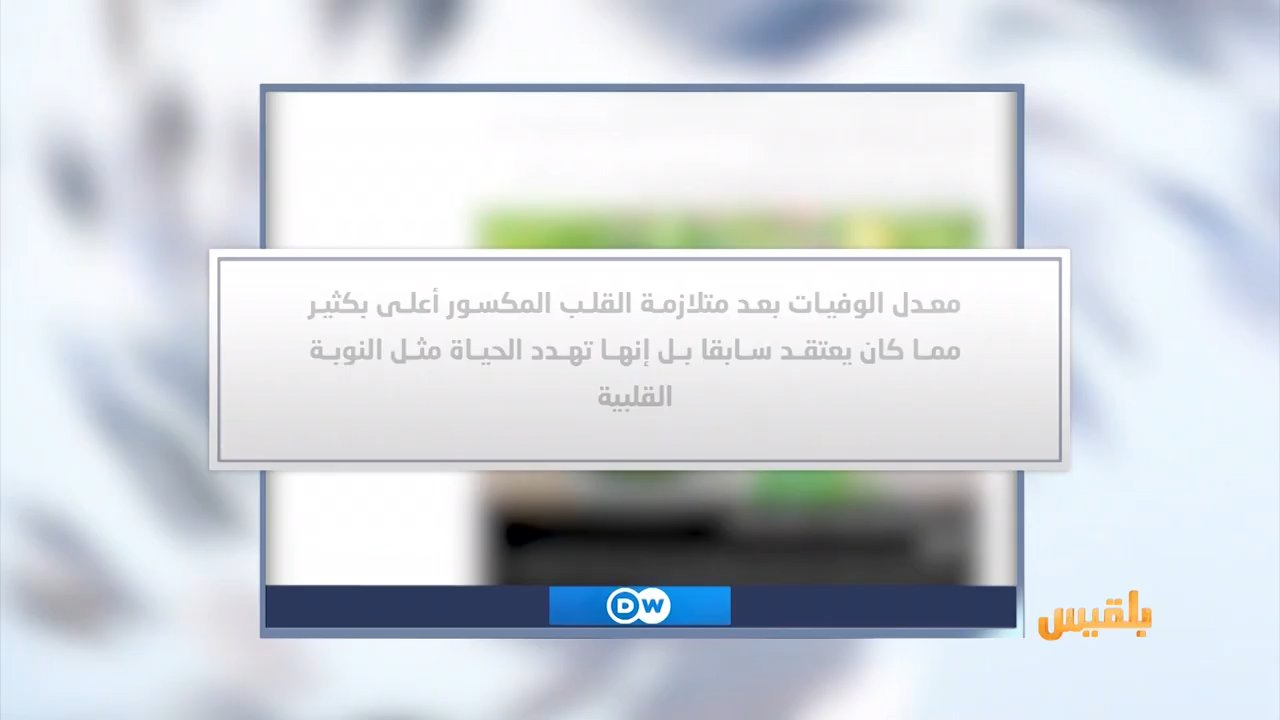 معدل الوفيات بعد متلازمة القلب المكسور أعلى بكثير
مما كان يعتقد سابقا بل إنها تهدد الحياة مثل النوبة
القلبية
DW
بلقيس